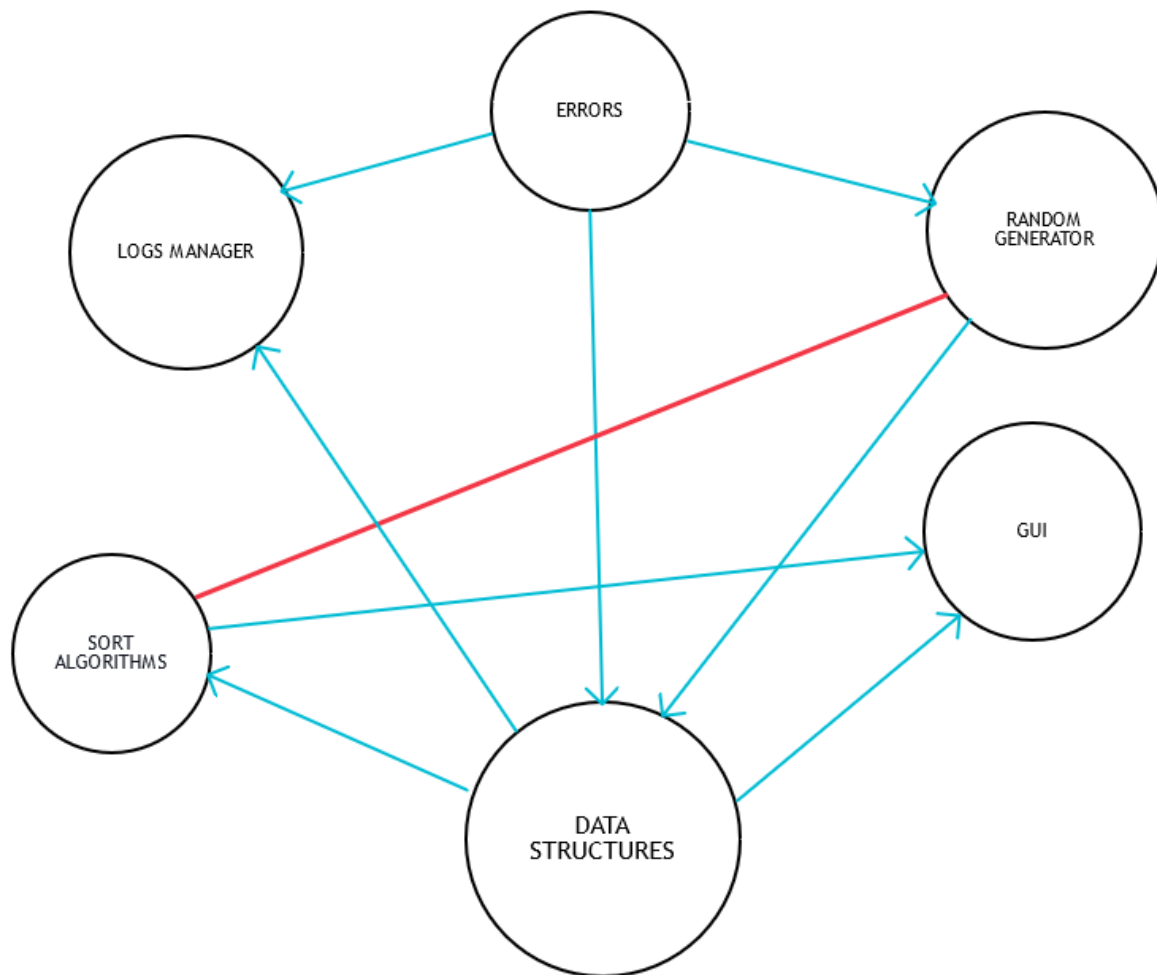 ERRORS
LOGS MANAGER
RANDOM
GENERATOR
GUI
SORT
ALGORITHMS
DATA
STRUCTURES